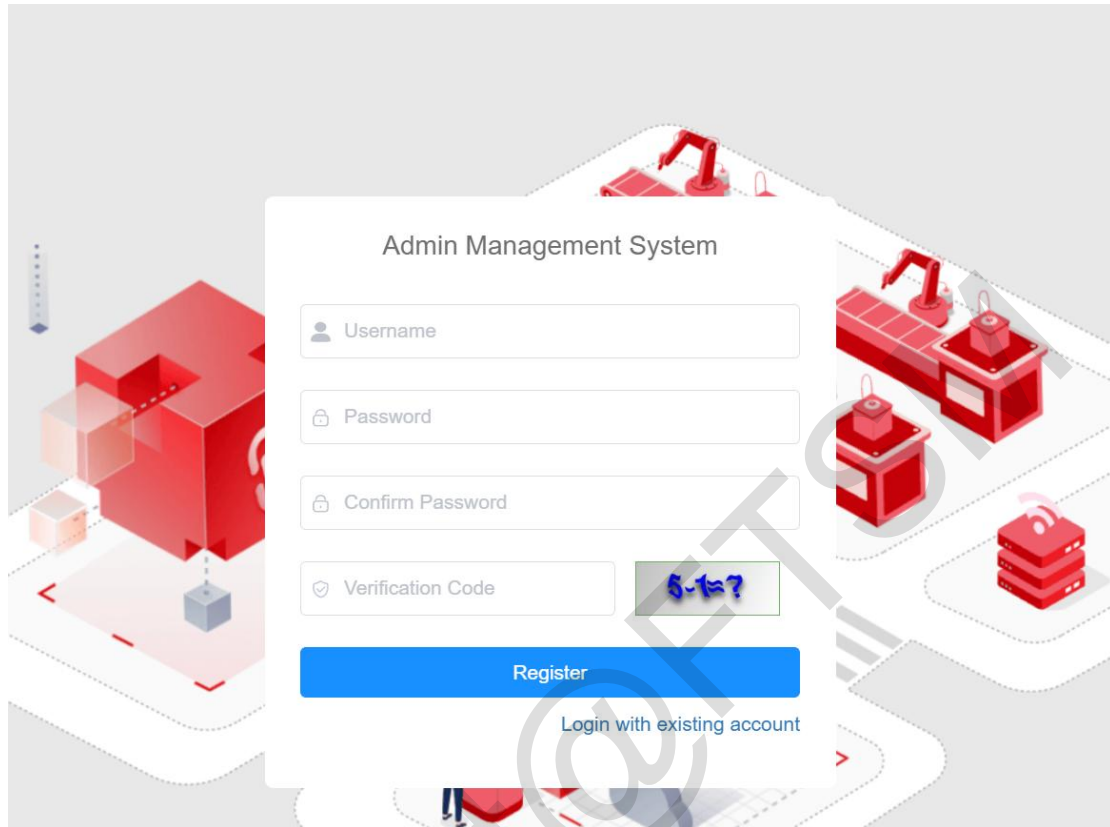 Admin Management System
Username
Password
Confirm Password
Verification Code
5-1=?
Register
Login with existing account
@FTSM